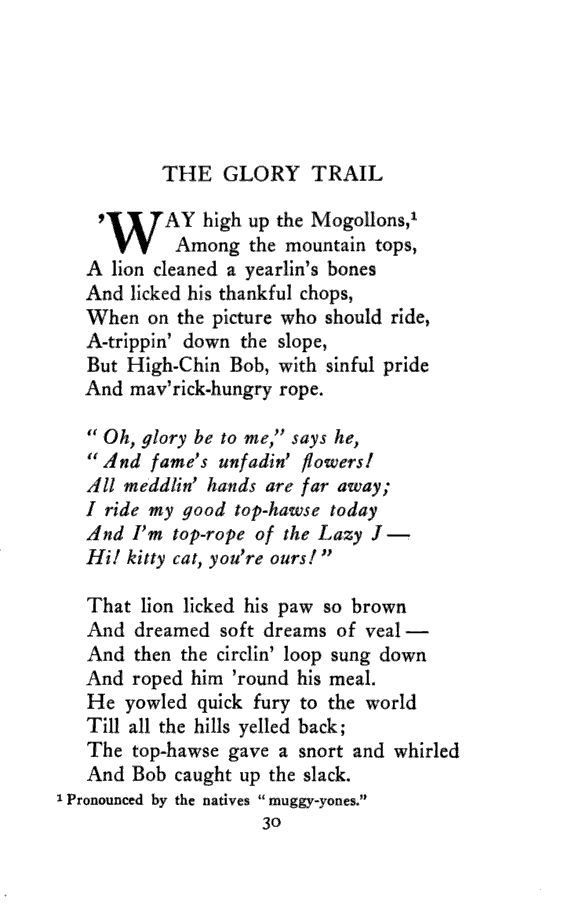 THE GLORY TRAIL
'WAY high up the Mogollons,¹
Among the mountain tops,
A lion cleaned a yearlin's bones
And licked his thankful chops,
When on the picture who should ride,
A-trippin' down the slope,
But High-Chin Bob, with sinful pride
And mav'rick-hungry rope.
“Oh, glory be to me,” says he,
“And fame's unfadin' flowers!
All meddlin' hands are far away;
I ride my good top-hawse today
And I'm top-rope of the Lazy J—
Hi! kitty cat, you're ours!”
That lion licked his paw so brown
And dreamed soft dreams of veal—
And then the circlin' loop sung down
And roped him 'round his meal.
He yowled quick fury to the world
Till all the hills yelled back;
The top-hawse gave a snort and whirled
And Bob caught up the slack.
¹ Pronounced by the natives “muggy-yones.”
30